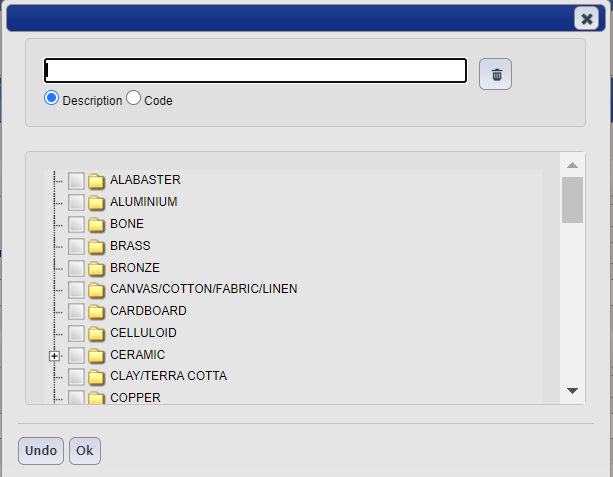 Description Code
ALABASTER
ALUMINIUM
BONE
BRASS
BRONZE
CANVAS/COTTON/FABRIC/LINEN
CARDBOARD
CELLULOID
CERAMIC
CLAY/TERRA COTTA
COPPER
Undo Ok